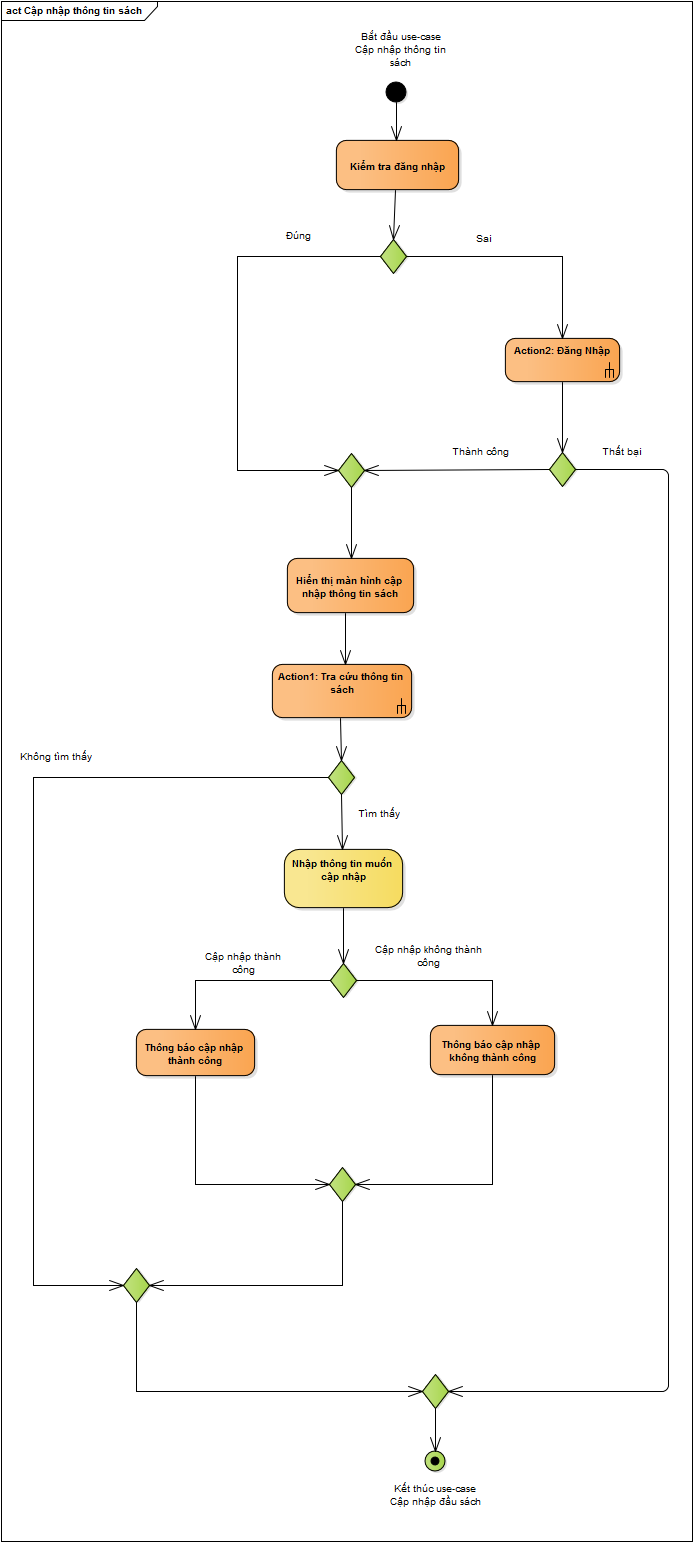 act Cập nhập thông tin sách
Bắt đầu use-case
Cập nhập thông tin
sách
Kiểm tra đăng nhập
Đúng
Sai
Action2: Đăng Nhập
Thành công
Thất bại
Hiển thị màn hình cập
nhập thông tin sách
Action1: Tra cứu thông tin
sách
Không tìm thấy
Tìm thấy
Nhập thông tin muốn
cập nhập
Cập nhập thành
công
Cập nhập không thành
công
Thông báo cập nhập
thành công
Thông báo cập nhập
không thành công
Kết thúc use-case
Cập nhập đầu sách